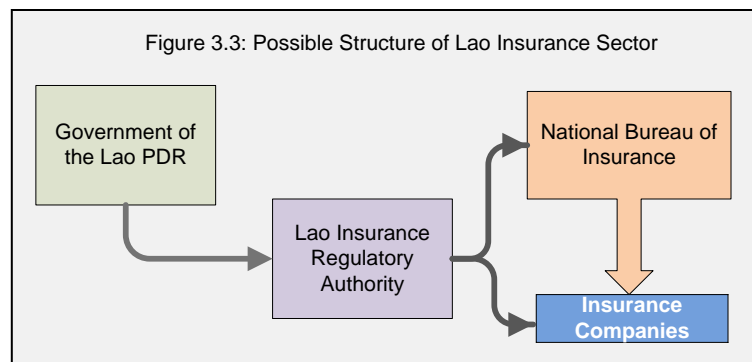 Figure 3.3: Possible Structure of Lao Insurance Sector
Government of
the Lao PDR
National Bureau of
Insurance
Lao Insurance
Regulatory
Authority
Insurance
Companies